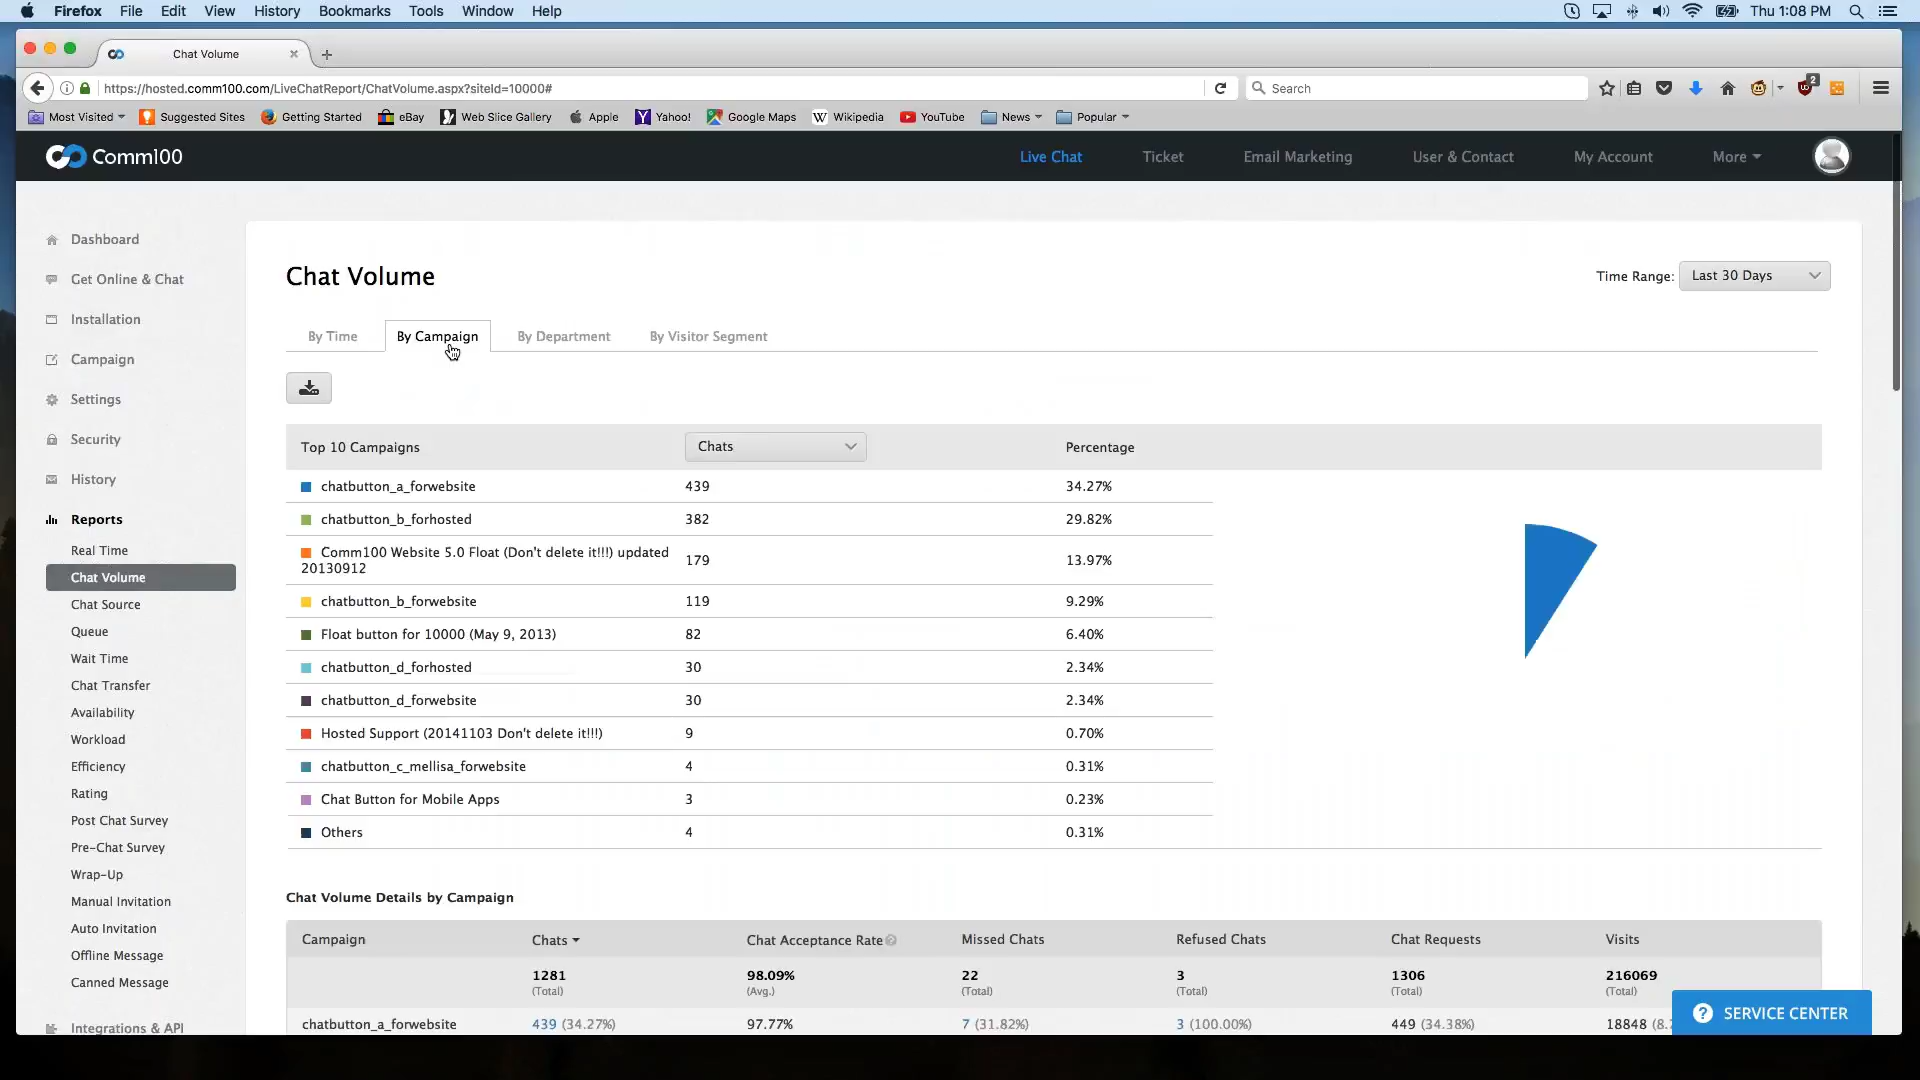 Firefox File Edit View History Bookmarks Tools Window Help Thu 1:08 PM
Chat Volume
https://hosted.comm100.com/LiveChatReport/ChatVolume.aspx?siteId=10000# Search 2
Most Visited Suggested Sites Getting Started eBay Web Slice Gallery Apple Yahoo! Google Maps Wikipedia YouTube News Popular
Comm100 Live Chat Ticket Email Marketing User & Contact My Account More
Dashboard
Get Online & Chat
Installation
Campaign
Settings
Security
History
Reports
Real Time
Chat Volume
Chat Source
Queue
Wait Time
Chat Transfer
Availability
Workload
Efficiency
Rating
Post Chat Survey
Pre-Chat Survey
Wrap-Up
Manual Invitation
Auto Invitation
Offline Message
Canned Message
Integrations & API
Chat Volume Time Range: Last 30 Days
By Time By Campaign By Department By Visitor Segment
Top 10 Campaigns Chats Percentage
chatbutton_a_forwebsite 439 34.27%
chatbutton_b_forhosted 382 29.82%
Comm100 Website 5.0 Float (Don't delete it!!!) updated
20130912 179 13.97%
chatbutton_b_forwebsite 119 9.29%
Float button for 10000 (May 9, 2013) 82 6.40%
chatbutton_d_forhosted 30 2.34%
chatbutton_d_forwebsite 30 2.34%
Hosted Support (20141103 Don't delete it!!!) 9 0.70%
chatbutton_c_mellisa_forwebsite 4 0.31%
Chat Button for Mobile Apps 3 0.23%
Others 4 0.31%
Chat Volume Details by Campaign
Campaign Chats Chat Acceptance Rate Missed Chats Refused Chats Chat Requests Visits
1281 98.09% 22 3 1306 216069
(Total) (Avg.) (Total) (Total) (Total) (Total)
chatbutton_a_forwebsite 439 (34.27%) 97.77% 7 (31.82%) 3 (100.00%) 449 (34.38%) 18848 (8.
? SERVICE CENTER